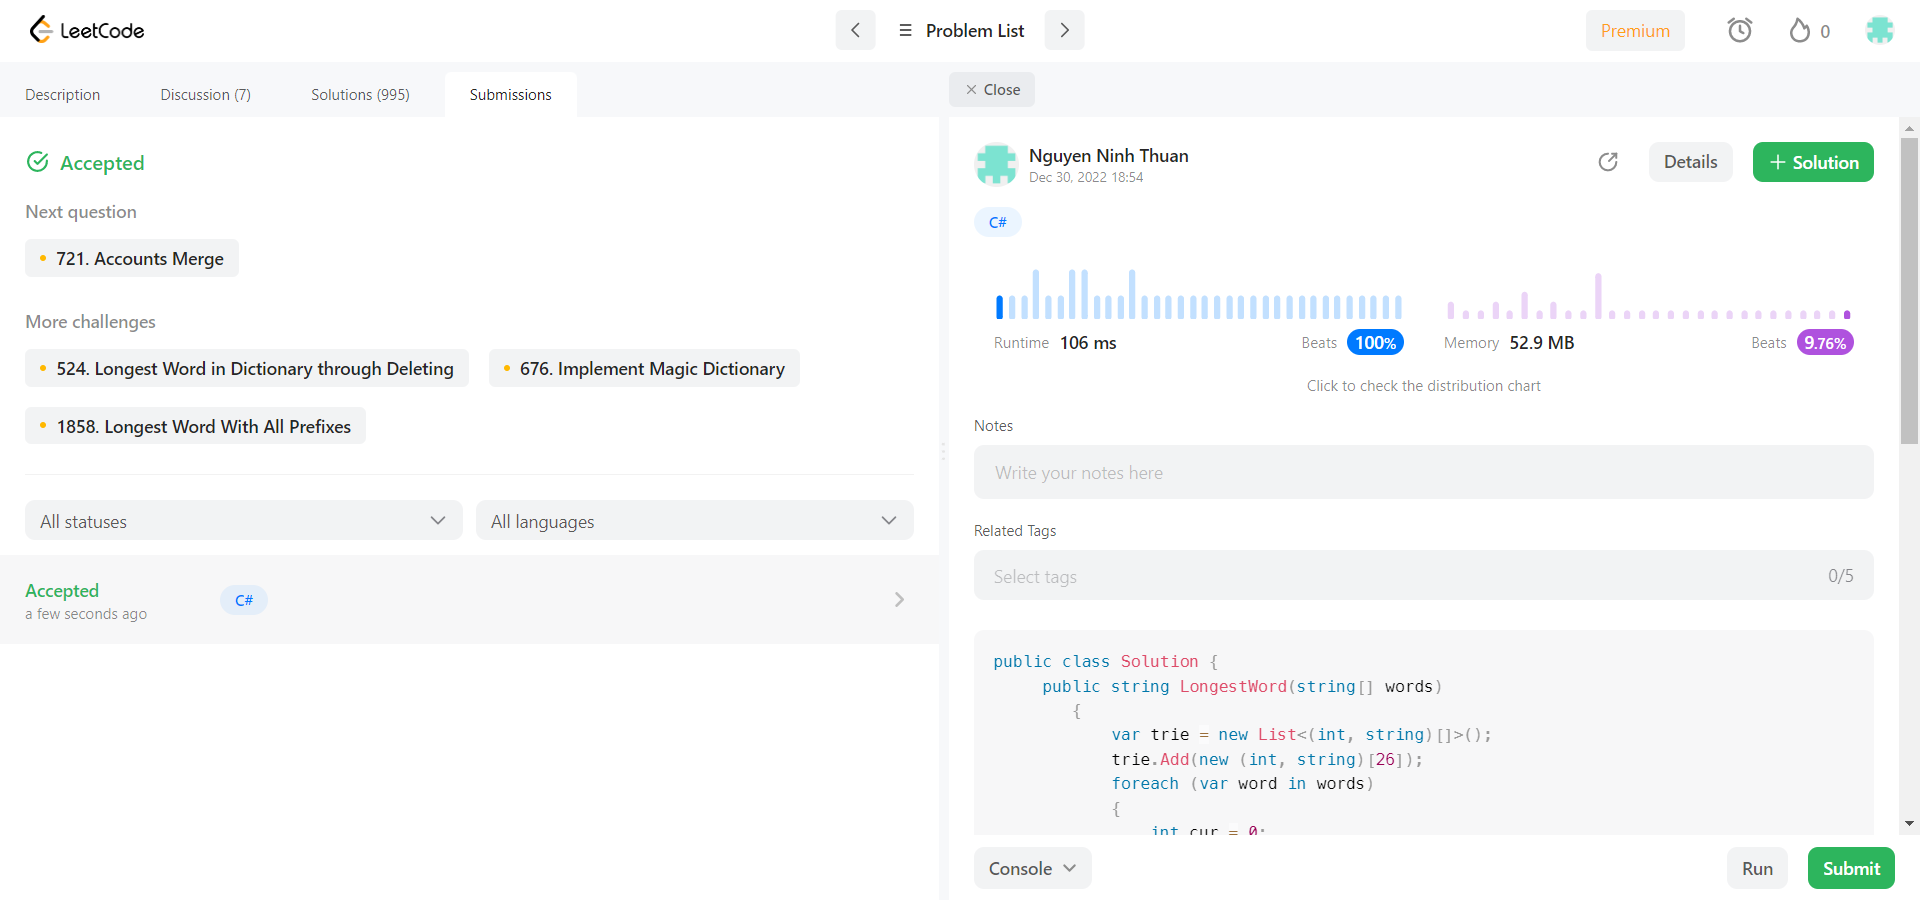 LeetCode
Problem List
Premium
0
Description
Discussion (7)
Solutions (995)
Submissions
Close
Accepted
Next question
721. Accounts Merge
More challenges
524. Longest Word in Dictionary through Deleting
676. Implement Magic Dictionary
1858. Longest Word With All Prefixes
All statuses
All languages
Accepted
a few seconds ago
C#
Nguyen Ninh Thuan
Dec 30, 2022 18:54
Details
+ Solution
C#
Runtime 106 ms
Beats 100%
Memory 52.9 MB
Beats 9.76%
Click to check the distribution chart
Notes
Write your notes here
Related Tags
Select tags
0/5
public class Solution {
public string LongestWord(string[] words)
{
var trie = new List<(int, string)[]>();
trie.Add(new (int, string)[26]);
foreach (var word in words)
{
int cur = 0;
Console
Run
Submit